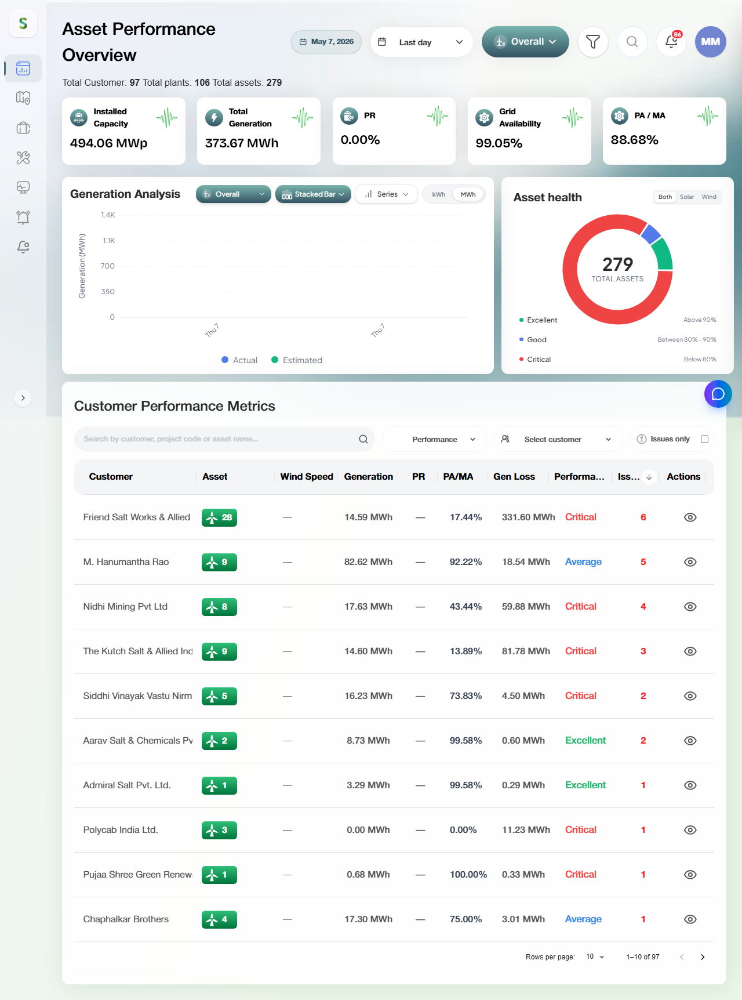 S
Asset Performance
Overview
May 7, 2026
Last day
Overall
86
MM
Total Customer: 97 Total plants: 106 Total assets: 279
Installed
Capacity
494.06 MWp
Total
Generation
373.67 MWh
PR
0.00%
Grid
Availability
99.05%
PA / MA
88.68%
Generation Analysis
Overall
Stacked Bar
Series
kWh
MWh
Generation (MWh)
1.4K
1.1K
700
350
0
Thu 7
Thu 7
Actual
Estimated
Asset health
Both
Solar
Wind
279
TOTAL ASSETS
Excellent
Above 90%
Good
Between 80% - 90%
Critical
Below 80%
Customer Performance Metrics
Search by customer, project code or asset name...
Performance
Select customer
Issues only
Customer Asset Wind Speed Generation PR PA/MA Gen Loss Performa... Iss... Actions
Friend Salt Works & Allied 28 — 14.59 MWh — 17.44% 331.60 MWh Critical 6
M. Hanumantha Rao 9 — 82.62 MWh — 92.22% 18.54 MWh Average 5
Nidhi Mining Pvt Ltd 8 — 17.63 MWh — 43.44% 59.88 MWh Critical 4
The Kutch Salt & Allied Ind 9 — 14.60 MWh — 13.89% 81.78 MWh Critical 3
Siddhi Vinayak Vastu Nirm 5 — 16.23 MWh — 73.83% 4.50 MWh Critical 2
Aarav Salt & Chemicals Pv 2 — 8.73 MWh — 99.58% 0.60 MWh Excellent 2
Admiral Salt Pvt. Ltd. 1 — 3.29 MWh — 99.58% 0.29 MWh Excellent 1
Polycab India Ltd. 3 — 0.00 MWh — 0.00% 11.23 MWh Critical 1
Pujaa Shree Green Renew 1 — 0.68 MWh — 100.00% 0.33 MWh Critical 1
Chaphalkar Brothers 4 — 17.30 MWh — 75.00% 3.01 MWh Average 1
Rows per page: 10 1–10 of 97